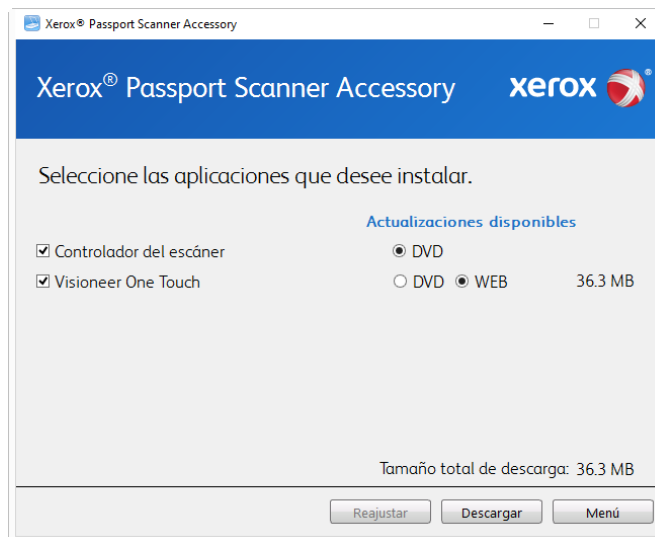 Xerox® Passport Scanner Accessory
Xerox® Passport Scanner Accessory xerox®
Seleccione las aplicaciones que desee instalar.
Actualizaciones disponibles
Controlador del escáner DVD
Visioneer One Touch DVD WEB 36.3 MB
Tamaño total de descarga: 36.3 MB
Reajustar Descargar Menú